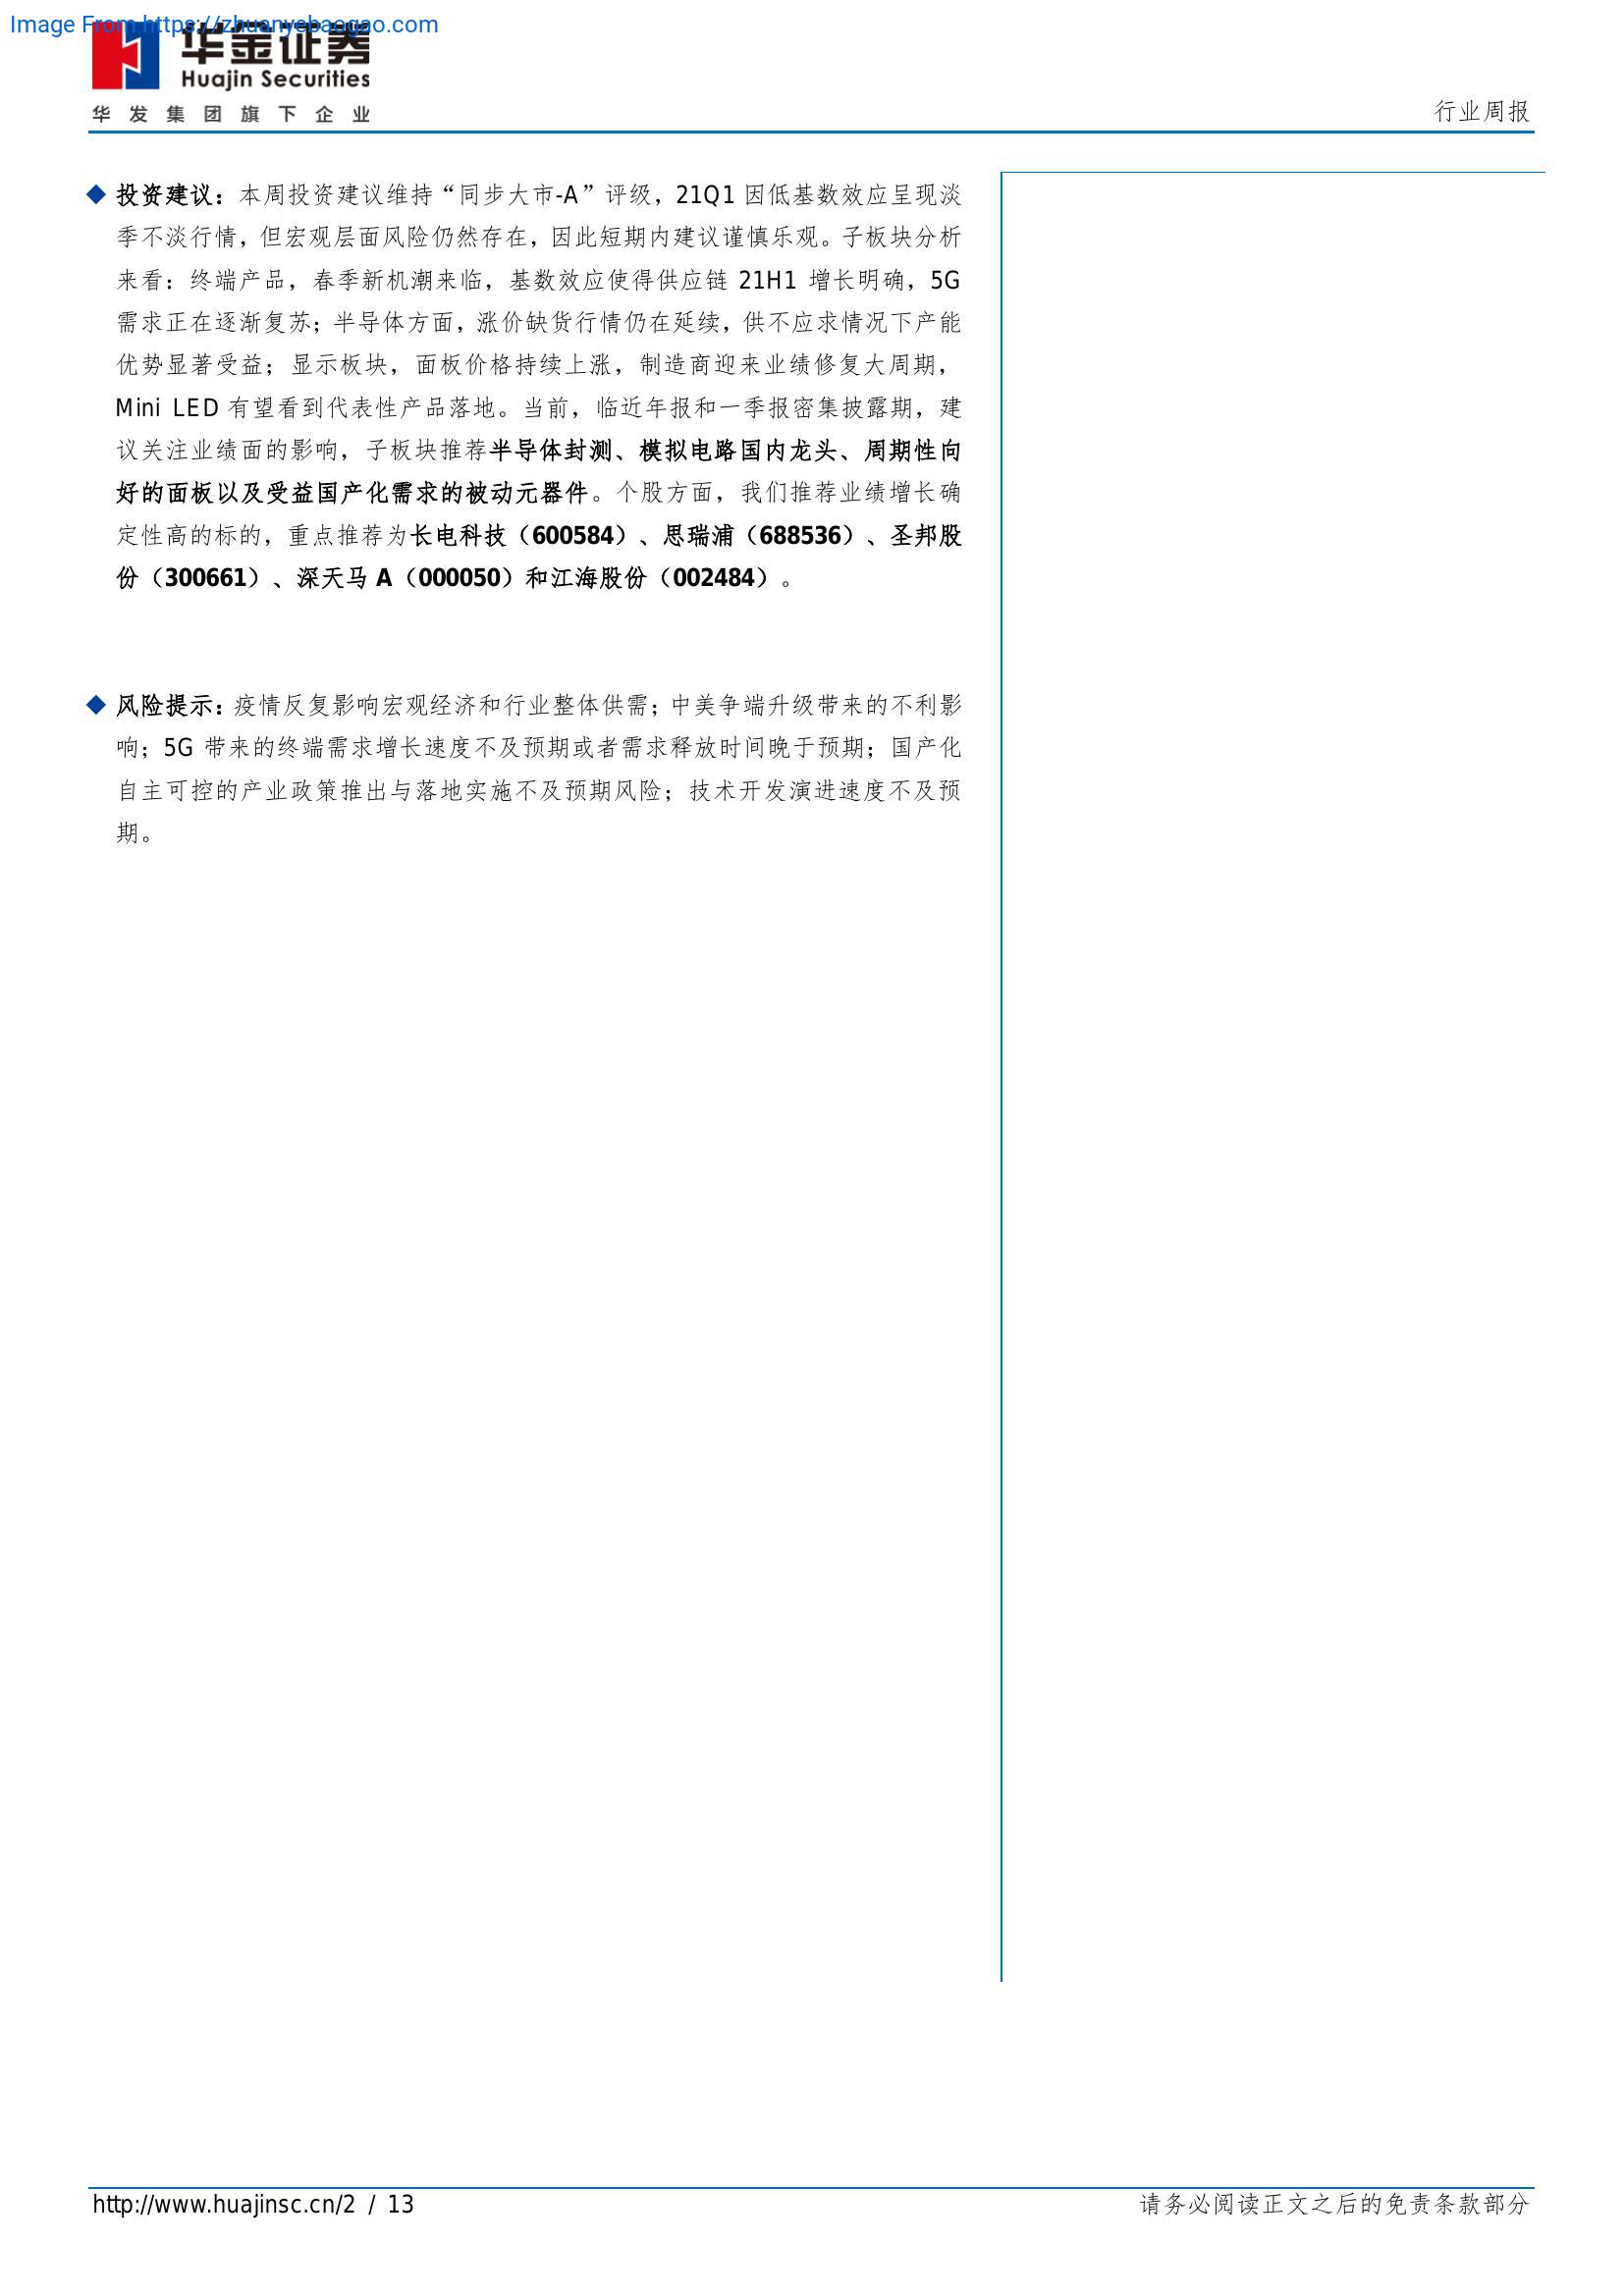 Image From https://zhuanyebaogao.com
华金证券
Huajin Securities
华发集团旗下企业
行业周报
投资建议：本周投资建议维持“同步大市-A”评级，21Q1 因低基数效应呈现淡
季不淡行情，但宏观层面风险仍然存在，因此短期内建议谨慎乐观。子板块分析
来看：终端产品，春季新机潮来临，基数效应使得供应链 21H1 增长明确，5G
需求正在逐渐复苏；半导体方面，涨价缺货行情仍在延续，供不应求情况下产能
优势显著受益；显示板块，面板价格持续上涨，制造商迎来业绩修复大周期，
Mini LED 有望看到代表性产品落地。当前，临近年报和一季报密集披露期，建
议关注业绩面的影响，子板块推荐半导体封测、模拟电路国内龙头、周期性向
好的面板以及受益国产化需求的被动元器件。个股方面，我们推荐业绩增长确
定性高的标的，重点推荐为长电科技（600584）、思瑞浦（688536）、圣邦股
份（300661）、深天马 A（000050）和江海股份（002484）。
风险提示：疫情反复影响宏观经济和行业整体供需；中美争端升级带来的不利影
响；5G 带来的终端需求增长速度不及预期或者需求释放时间晚于预期；国产化
自主可控的产业政策推出与落地实施不及预期风险；技术开发演进速度不及预
期。
http://www.huajinsc.cn/2 / 13
请务必阅读正文之后的免责条款部分